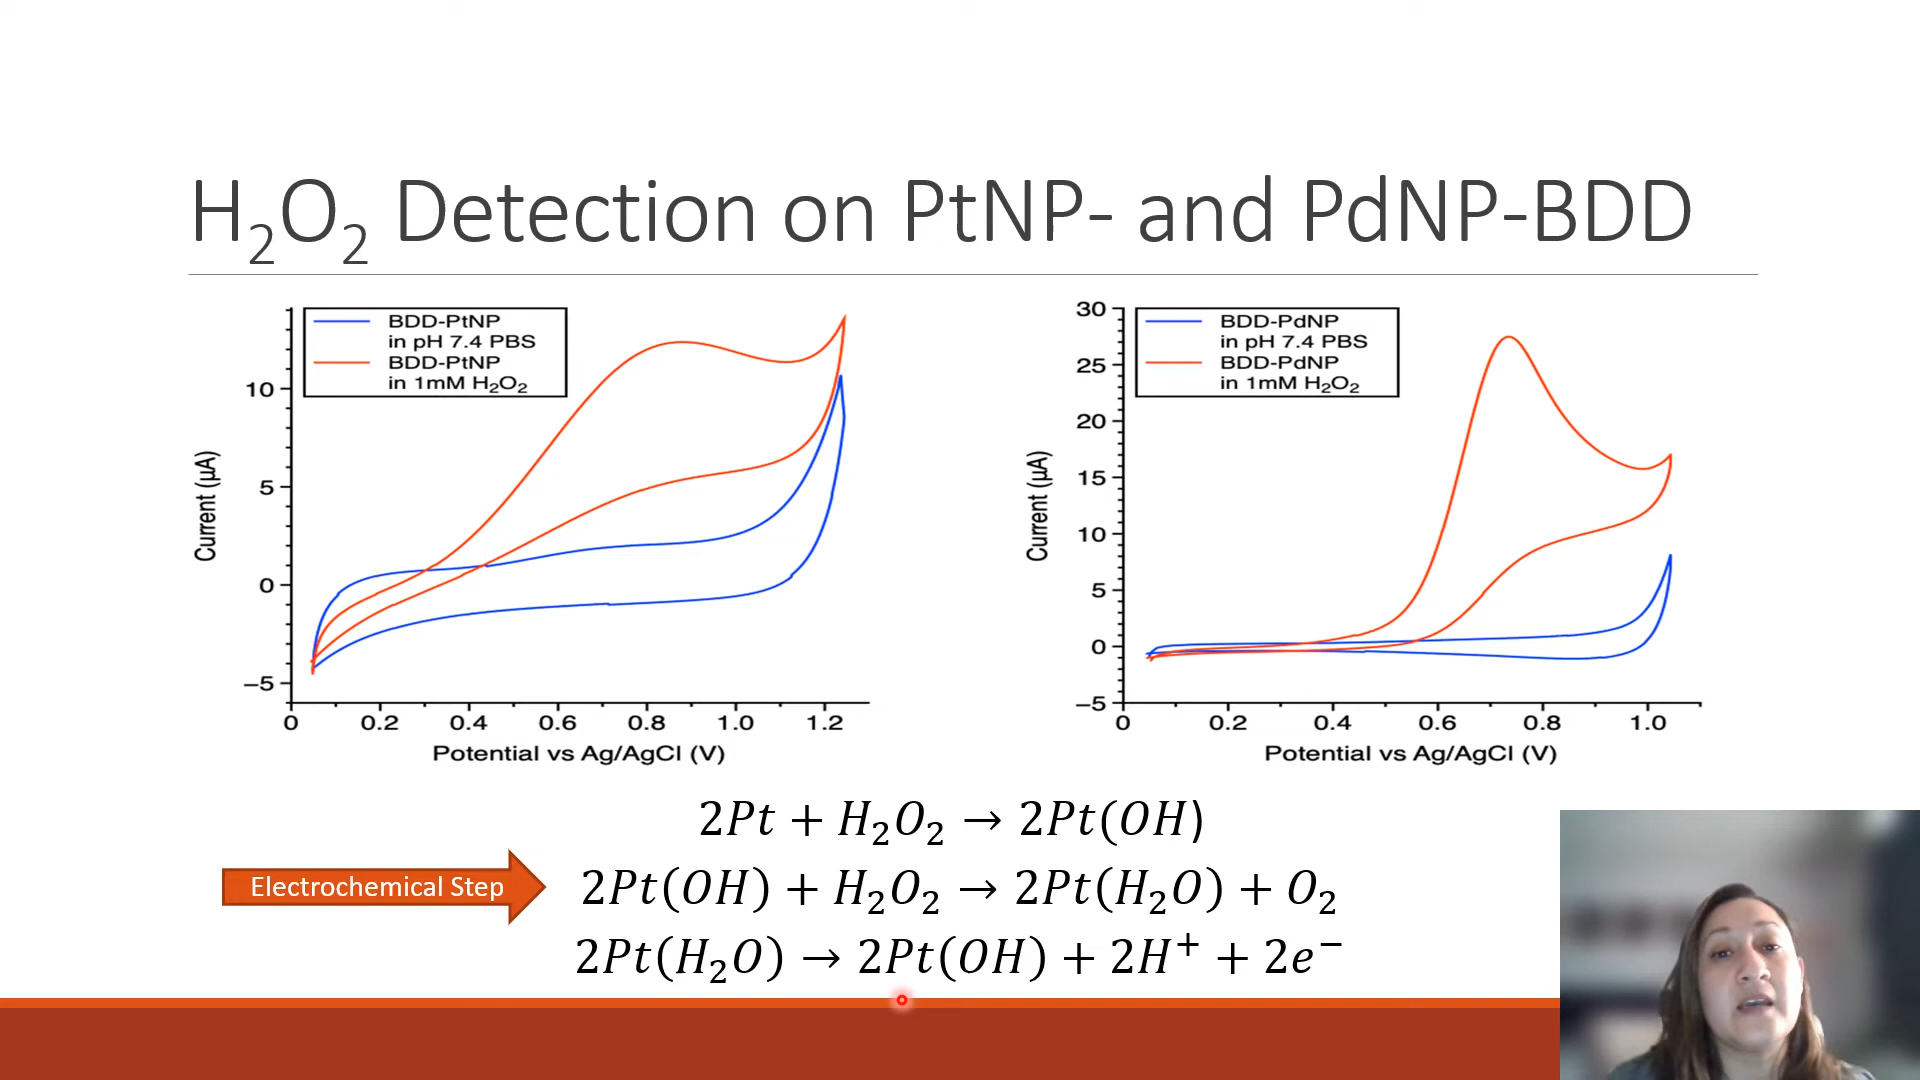 H₂O₂ Detection on PtNP- and PdNP-BDD
BDD-PtNP
in pH 7.4 PBS
BDD-PtNP
in 1mM H₂O₂
10
5
0
−5
Current (µA)
0 0.2 0.4 0.6 0.8 1.0 1.2
Potential vs Ag/AgCl (V)
BDD-PdNP
in pH 7.4 PBS
BDD-PdNP
in 1mM H₂O₂
30
25
20
15
10
5
0
−5
Current (µA)
0 0.2 0.4 0.6 0.8 1.0
Potential vs Ag/AgCl (V)
2Pt + H₂O₂ → 2Pt(OH)
Electrochemical Step
2Pt(OH) + H₂O₂ → 2Pt(H₂O) + O₂
2Pt(H₂O) → 2Pt(OH) + 2H⁺ + 2e⁻